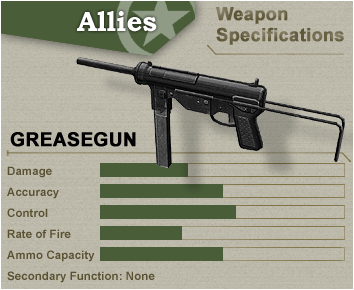 Allies
Weapon
Specifications
GREASEGUN
Damage
Accuracy
Control
Rate of Fire
Ammo Capacity
Secondary Function: None